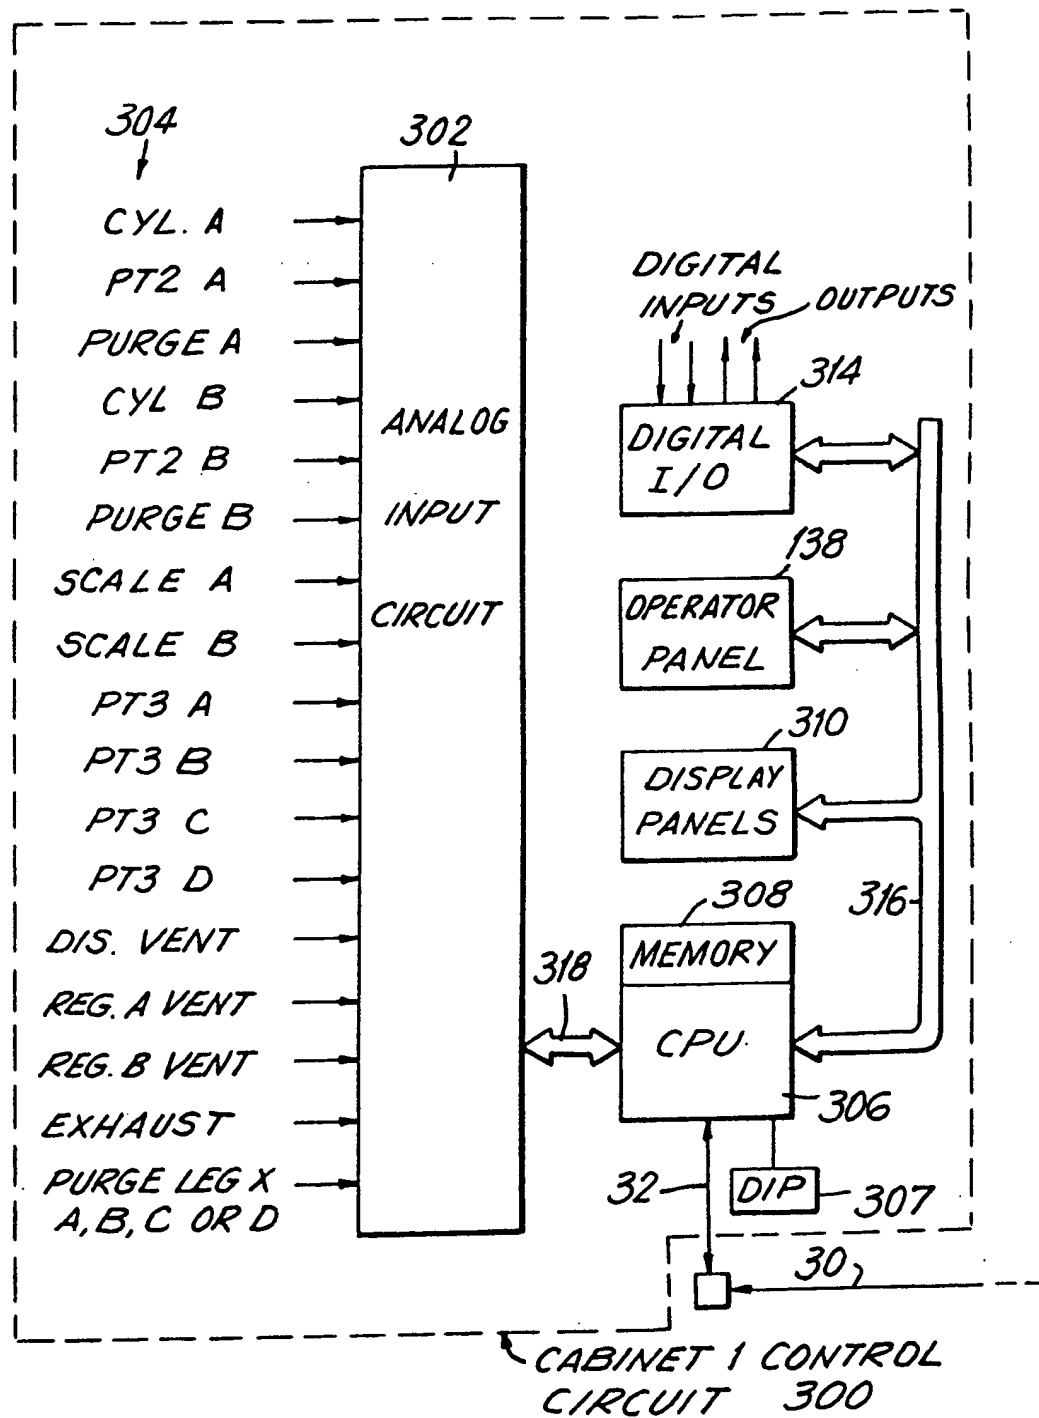 304
302
CYL. A
PT2 A
PURGE A
CYL B
PT2 B
PURGE B
SCALE A
SCALE B
PT3 A
PT3 B
PT3 C
PT3 D
DIS. VENT
REG. A VENT
REG. B VENT
EXHAUST
PURGE LEG X
A, B, C OR D
ANALOG
INPUT
CIRCUIT
DIGITAL
INPUTS
OUTPUTS
314
DIGITAL
I/O
138
OPERATOR
PANEL
310
DISPLAY
PANELS
316
308
MEMORY
318
CPU.
306
32
DIP
307
30
CABINET 1 CONTROL
CIRCUIT 300